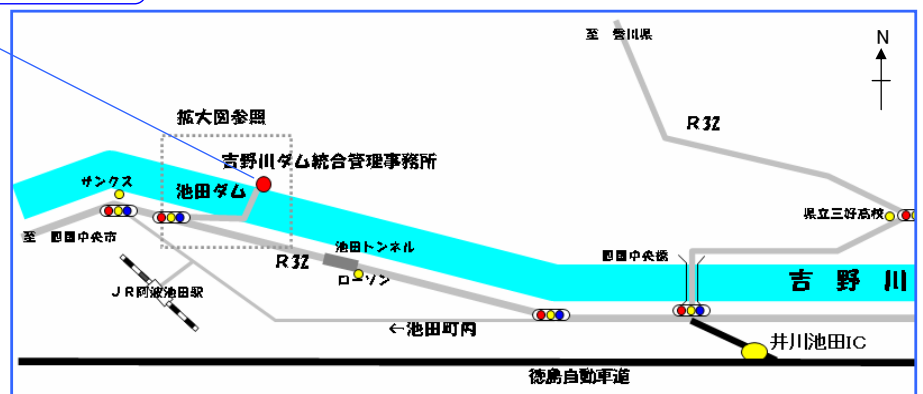 至 香川県
N
拡大図参照
R32
吉野川ダム統合管理事務所
サンクス
池田ダム
県立三好高校
至 四国中央市
池田トンネル
四国中央橋
R32
ローソン
吉野川
JR阿波池田駅
←池田町内
井川池田IC
徳島自動車道